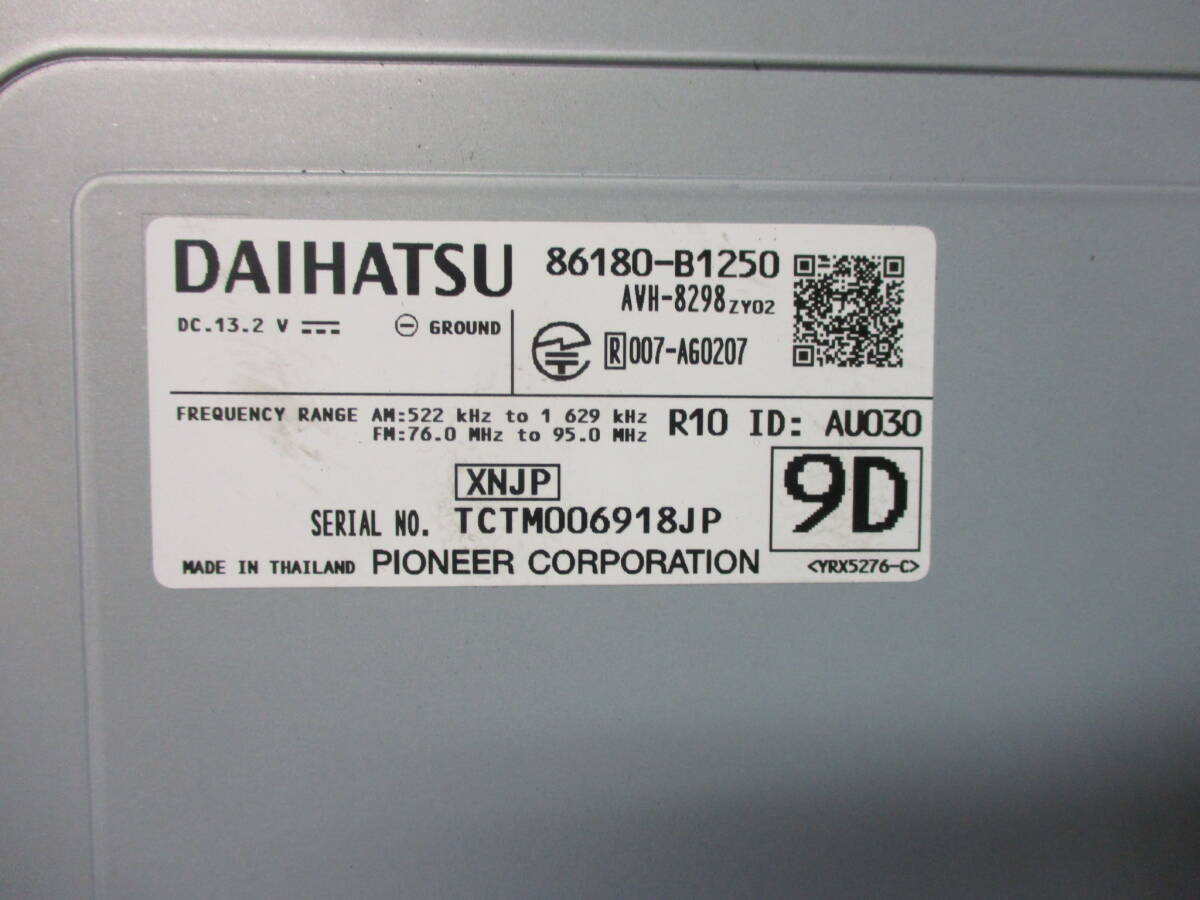 DAIHATSU 86180-B1250
AVH-8298 ZY02
DC.13.2 V GROUND
R 007-AG0207
FREQUENCY RANGE AM:522 kHz to 1 629 kHz
FM:76.0 MHz to 95.0 MHz
R10 ID: AU030
9D
XNJP
SERIAL NO. TCTM006918JP
MADE IN THAILAND PIONEER CORPORATION <YRX5276-C>